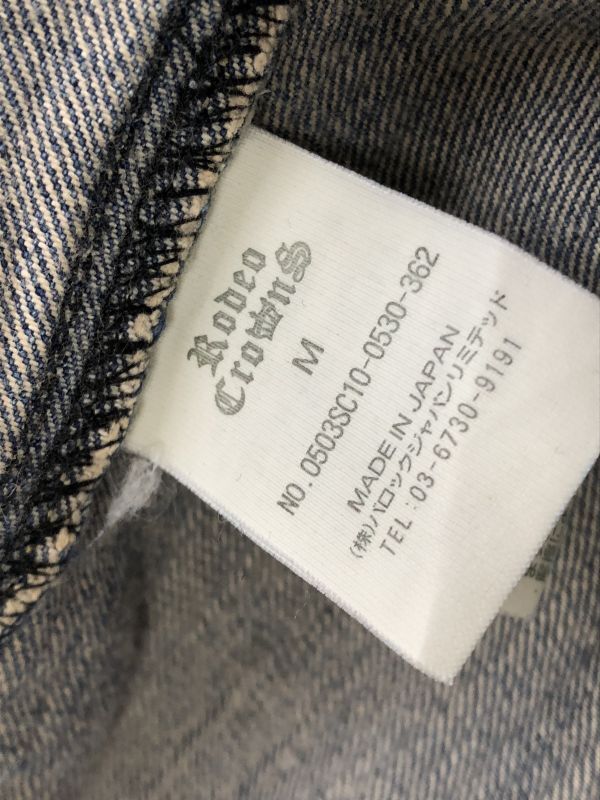 Rodeo
Crowns
M
NO.0503SC10-0530-362
MADE IN JAPAN
(株)バロックジャパンリミテッド
TEL:03-6730-9191